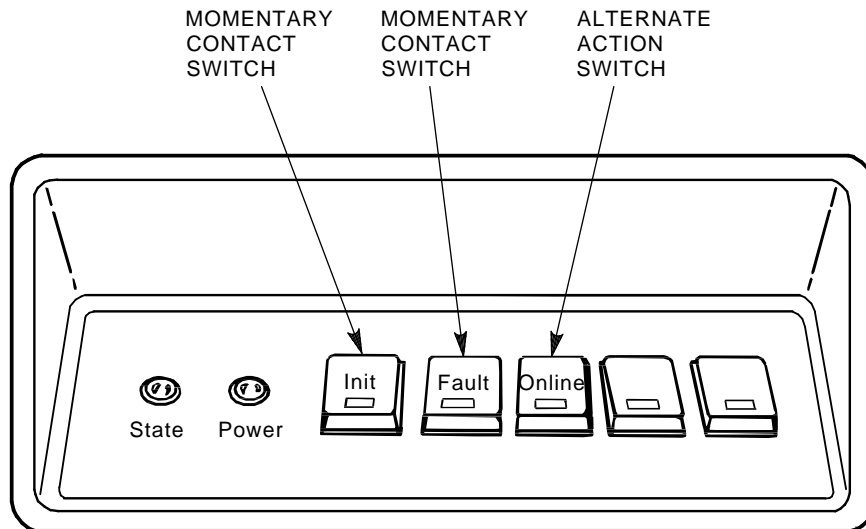 MOMENTARY
CONTACT
SWITCH
MOMENTARY
CONTACT
SWITCH
ALTERNATE
ACTION
SWITCH
Init
Fault
Online
State
Power